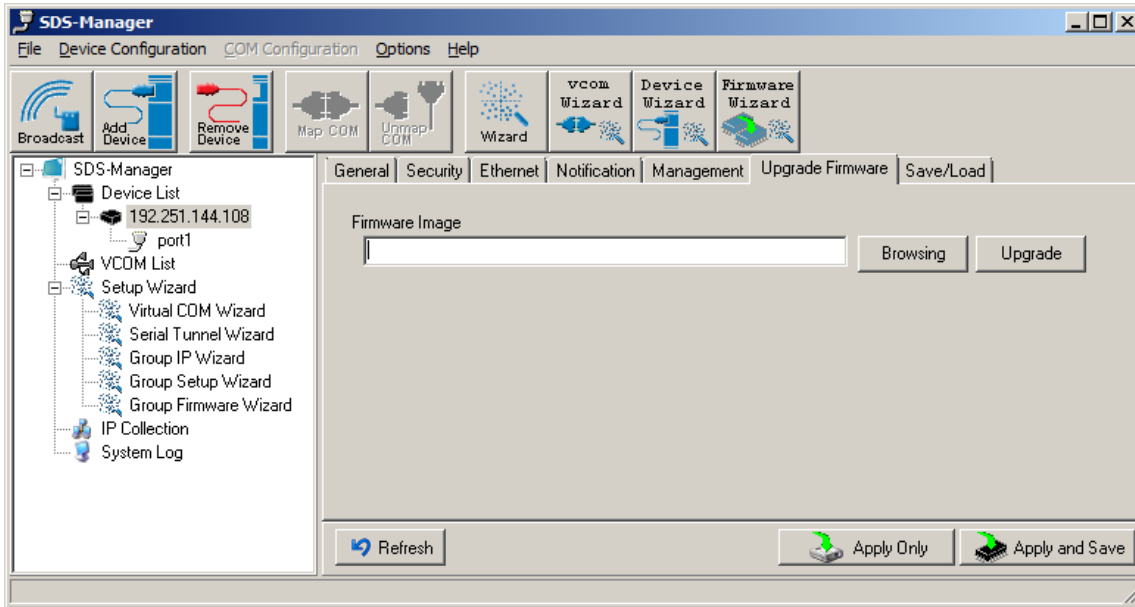 SDS-Manager
File Device Configuration COM Configuration Options Help
Broadcast
Add Device
Remove Device
Map COM
Unmap COM
Wizard
vcom Wizard
Device Wizard
Firmware Wizard
SDS-Manager
Device List
192.251.144.108
port1
VCOM List
Setup Wizard
Virtual COM Wizard
Serial Tunnel Wizard
Group IP Wizard
Group Setup Wizard
Group Firmware Wizard
IP Collection
System Log
General Security Ethernet Notification Management Upgrade Firmware Save/Load
Firmware Image
Browsing Upgrade
Refresh Apply Only Apply and Save